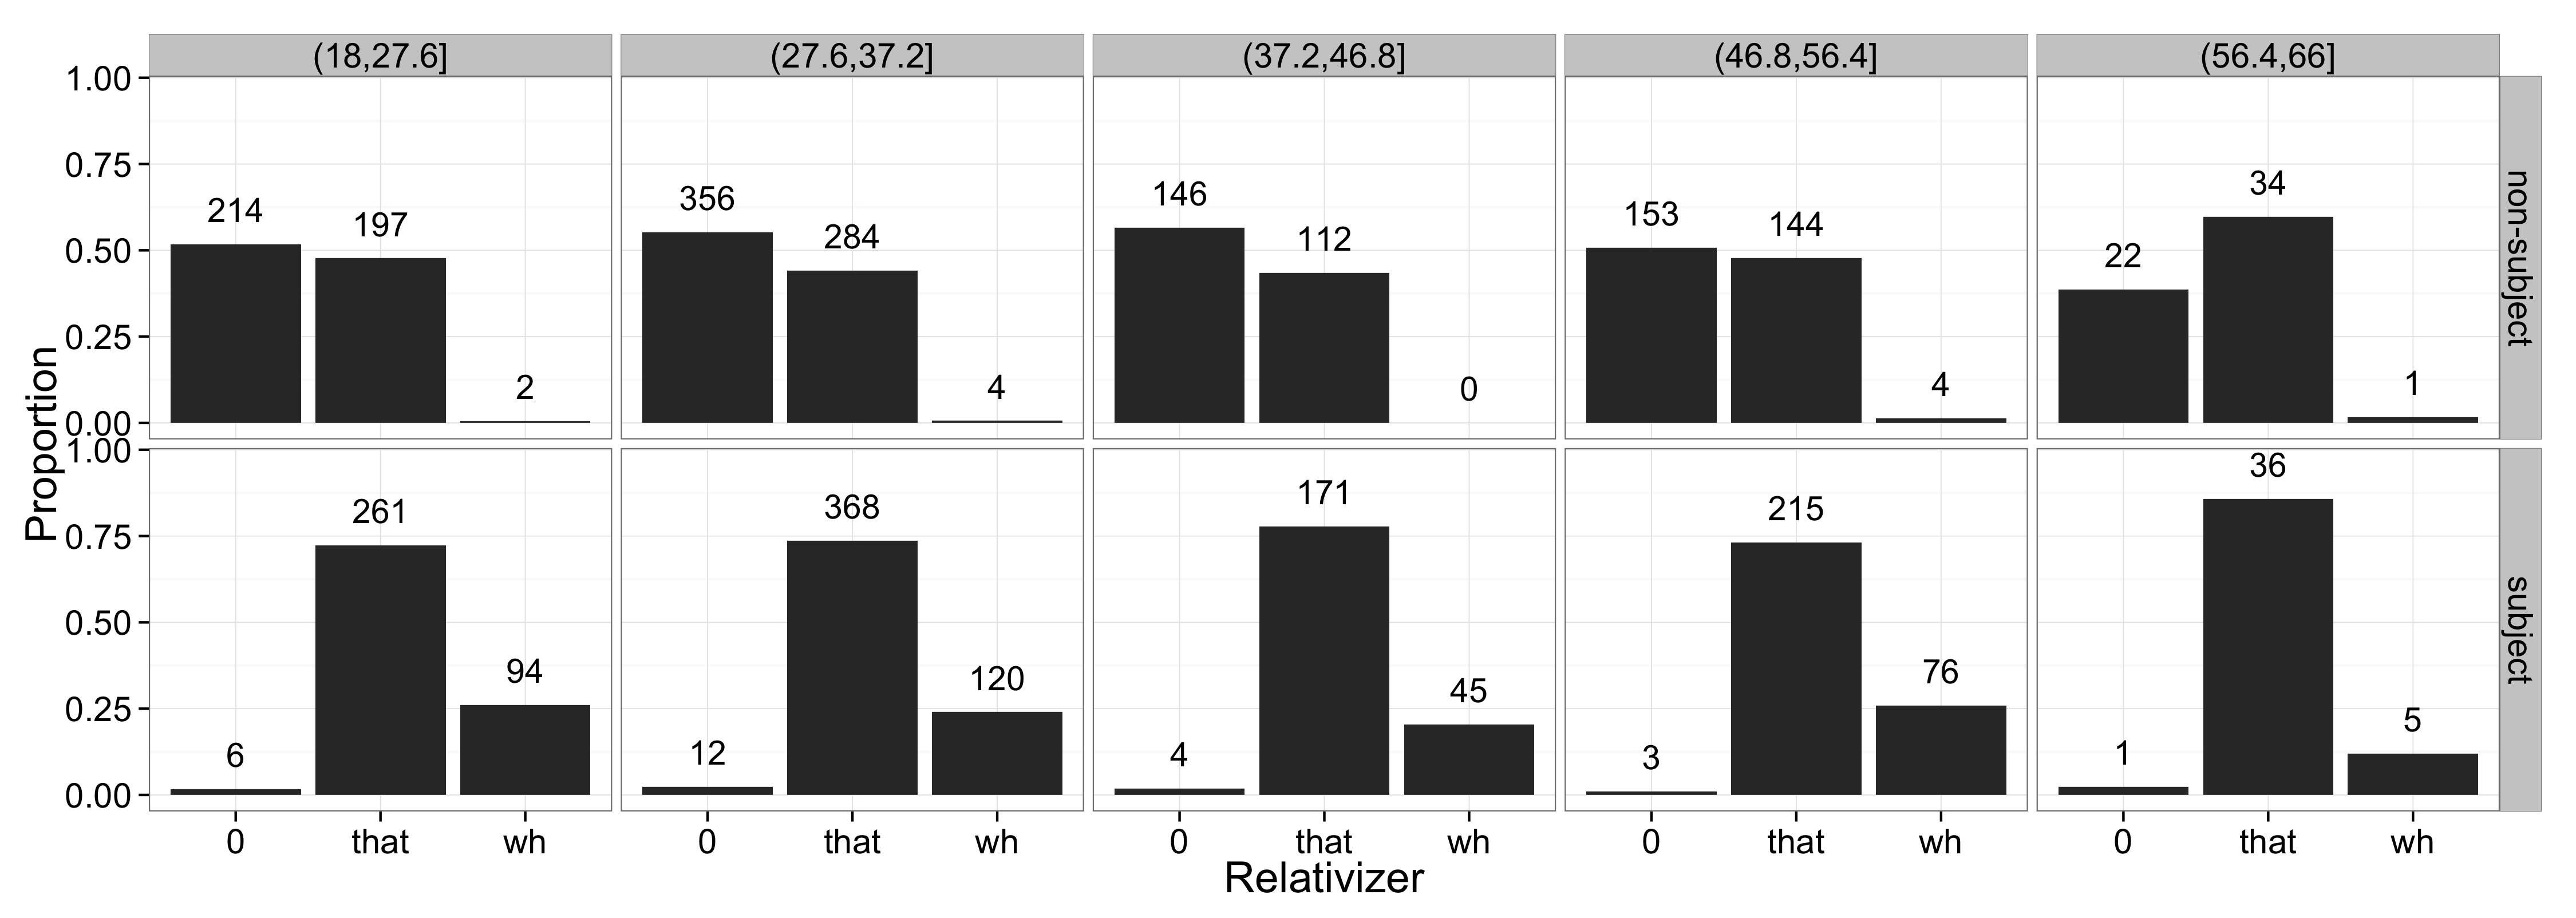 (18,27.6] (27.6,37.2] (37.2,46.8] (46.8,56.4] (56.4,66]
1.00
0.75
0.50
0.25
0.00
214 197 2
356 284 4
146 112 0
153 144 4
22 34 1
non-subject
Proportion
1.00
0.75
0.50
0.25
0.00
6 261 94
12 368 120
4 171 45
3 215 76
1 36 5
subject
0 that wh 0 that wh 0 that wh 0 that wh 0 that wh
Relativizer